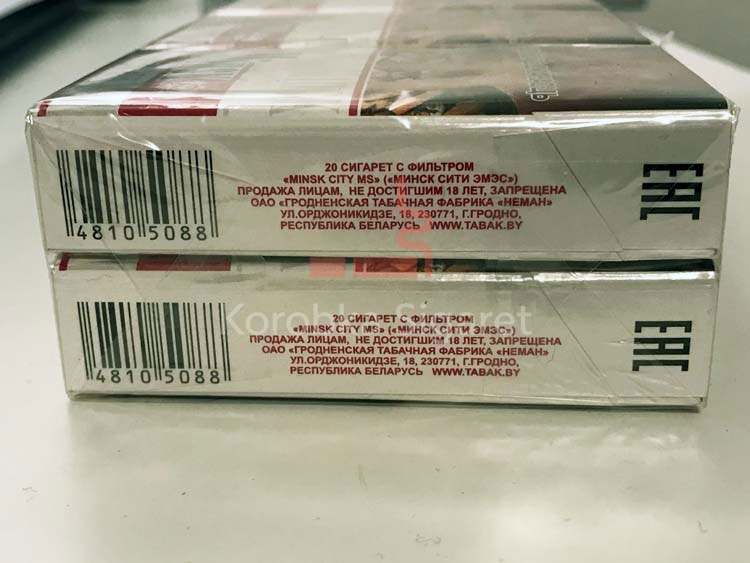 4810 5088
20 СИГАРЕТ С ФИЛЬТРОМ
«MINSK CITY MS» («МИНСК СИТИ ЭМЭС»)
ПРОДАЖА ЛИЦАМ, НЕ ДОСТИГШИМ 18 ЛЕТ, ЗАПРЕЩЕНА
ОАО «ГРОДНЕНСКАЯ ТАБАЧНАЯ ФАБРИКА «НЕМАН»
УЛ.ОРДЖОНИКИДЗЕ, 18, 230771, Г.ГРОДНО,
РЕСПУБЛИКА БЕЛАРУСЬ WWW.TABAK.BY
EAC
4810 5088
20 СИГАРЕТ С ФИЛЬТРОМ
«MINSK CITY MS» («МИНСК СИТИ ЭМЭС»)
ПРОДАЖА ЛИЦАМ, НЕ ДОСТИГШИМ 18 ЛЕТ, ЗАПРЕЩЕНА
ОАО «ГРОДНЕНСКАЯ ТАБАЧНАЯ ФАБРИКА «НЕМАН»
УЛ.ОРДЖОНИКИДЗЕ, 18, 230771, Г.ГРОДНО,
РЕСПУБЛИКА БЕЛАРУСЬ WWW.TABAK.BY
EAC